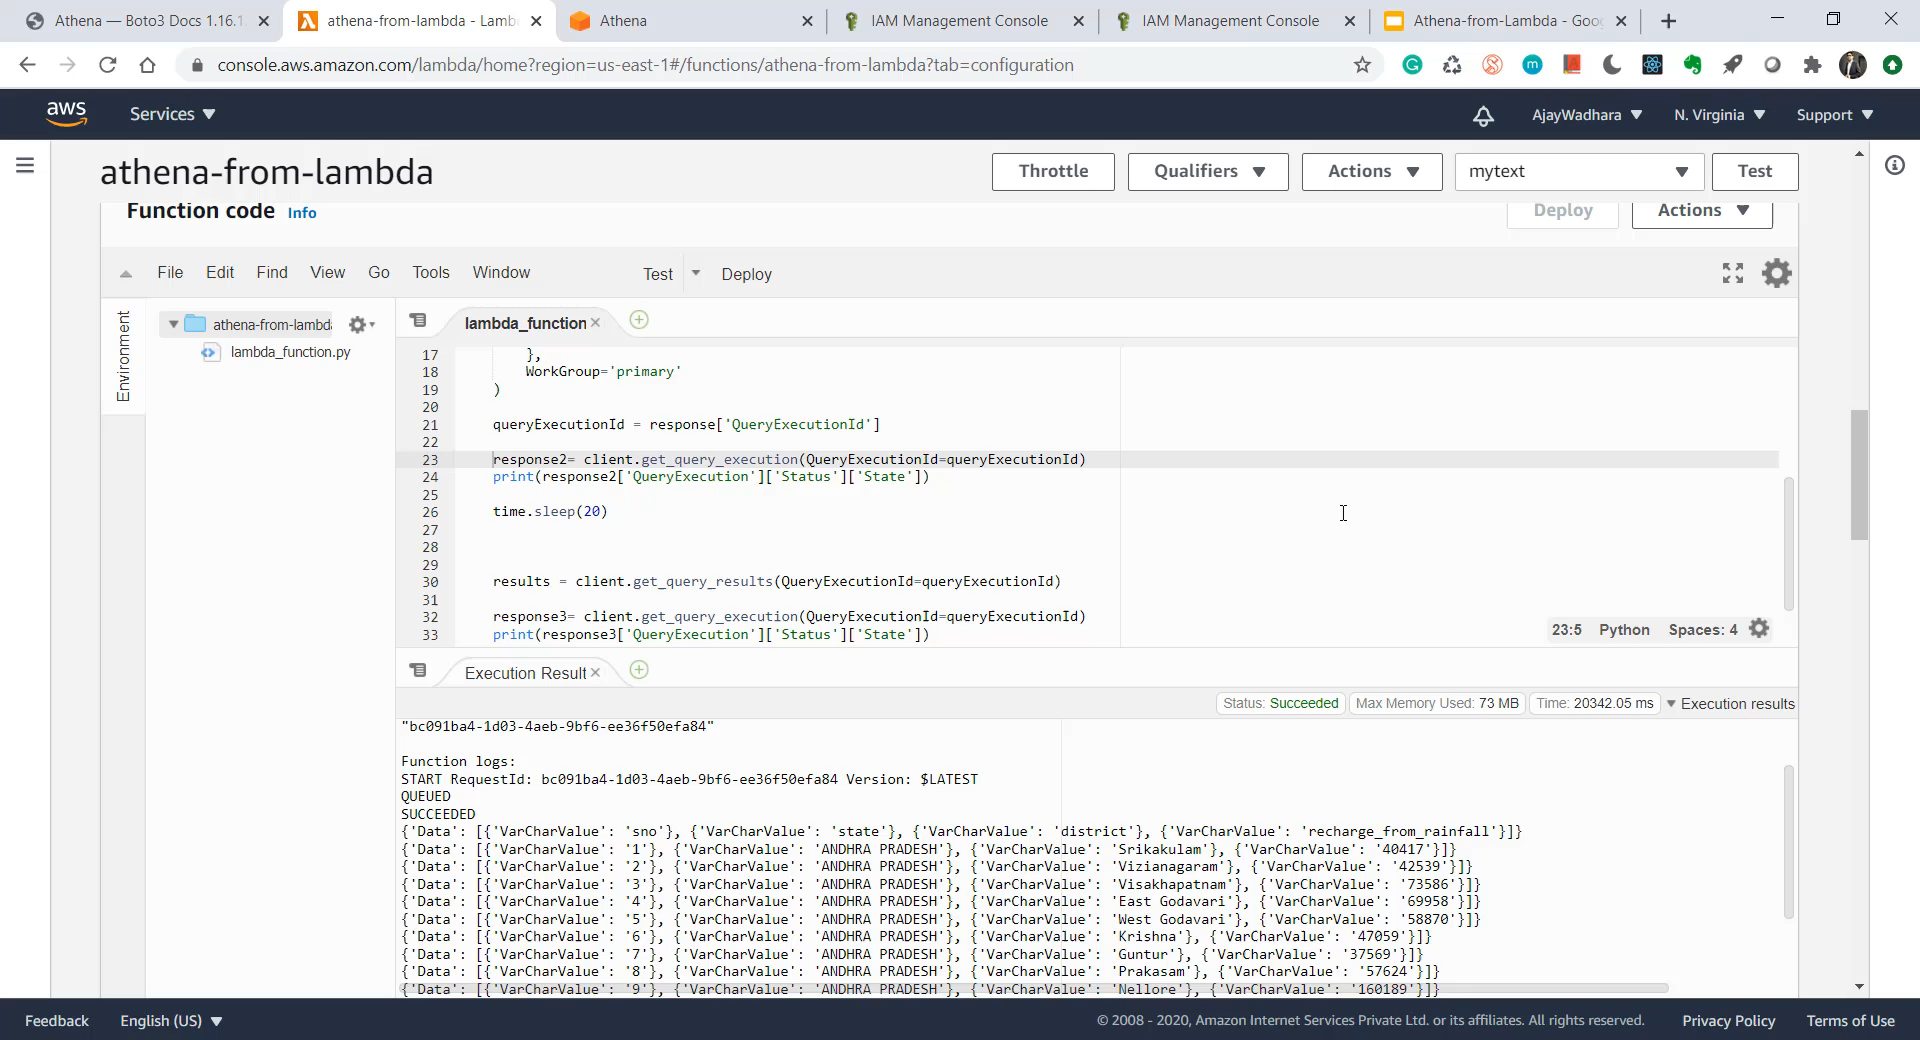 Athena — Boto3 Docs 1.16.1
athena-from-lambda - Lamb
Athena
IAM Management Console
IAM Management Console
Athena-from-Lambda - Goo
console.aws.amazon.com/lambda/home?region=us-east-1#/functions/athena-from-lambda?tab=configuration
aws
Services
AjayWadhara
N. Virginia
Support
athena-from-lambda
Throttle
Qualifiers
Actions
mytext
Test
Function code Info
Deploy
Actions
File Edit Find View Go Tools Window
Test
Deploy
Environment
athena-from-lambda
lambda_function.py
lambda_function
17 },
18 WorkGroup='primary'
19 )
20
21 queryExecutionId = response['QueryExecutionId']
22
23 response2= client.get_query_execution(QueryExecutionId=queryExecutionId)
24 print(response2['QueryExecution']['Status']['State'])
25
26 time.sleep(20)
27
28
29
30 results = client.get_query_results(QueryExecutionId=queryExecutionId)
31
32 response3= client.get_query_execution(QueryExecutionId=queryExecutionId)
33 print(response3['QueryExecution']['Status']['State'])
23:5 Python Spaces: 4
Execution Result
Status: Succeeded Max Memory Used: 73 MB Time: 20342.05 ms Execution results
"bc091ba4-1d03-4aeb-9bf6-ee36f50efa84"
Function logs:
START RequestId: bc091ba4-1d03-4aeb-9bf6-ee36f50efa84 Version: $LATEST
QUEUED
SUCCEEDED
{'Data': [{'VarCharValue': 'sno'}, {'VarCharValue': 'state'}, {'VarCharValue': 'district'}, {'VarCharValue': 'recharge_from_rainfall'}]}
{'Data': [{'VarCharValue': '1'}, {'VarCharValue': 'ANDHRA PRADESH'}, {'VarCharValue': 'Srikakulam'}, {'VarCharValue': '40417'}]}
{'Data': [{'VarCharValue': '2'}, {'VarCharValue': 'ANDHRA PRADESH'}, {'VarCharValue': 'Vizianagaram'}, {'VarCharValue': '42539'}]}
{'Data': [{'VarCharValue': '3'}, {'VarCharValue': 'ANDHRA PRADESH'}, {'VarCharValue': 'Visakhapatnam'}, {'VarCharValue': '73586'}]}
{'Data': [{'VarCharValue': '4'}, {'VarCharValue': 'ANDHRA PRADESH'}, {'VarCharValue': 'East Godavari'}, {'VarCharValue': '69958'}]}
{'Data': [{'VarCharValue': '5'}, {'VarCharValue': 'ANDHRA PRADESH'}, {'VarCharValue': 'West Godavari'}, {'VarCharValue': '58870'}]}
{'Data': [{'VarCharValue': '6'}, {'VarCharValue': 'ANDHRA PRADESH'}, {'VarCharValue': 'Krishna'}, {'VarCharValue': '47059'}]}
{'Data': [{'VarCharValue': '7'}, {'VarCharValue': 'ANDHRA PRADESH'}, {'VarCharValue': 'Guntur'}, {'VarCharValue': '37569'}]}
{'Data': [{'VarCharValue': '8'}, {'VarCharValue': 'ANDHRA PRADESH'}, {'VarCharValue': 'Prakasam'}, {'VarCharValue': '57624'}]}
{'Data': [{'VarCharValue': '9'}, {'VarCharValue': 'ANDHRA PRADESH'}, {'VarCharValue': 'Nellore'}, {'VarCharValue': '160189'}]}
Feedback English (US)
© 2008 - 2020, Amazon Internet Services Private Ltd. or its affiliates. All rights reserved. Privacy Policy Terms of Use